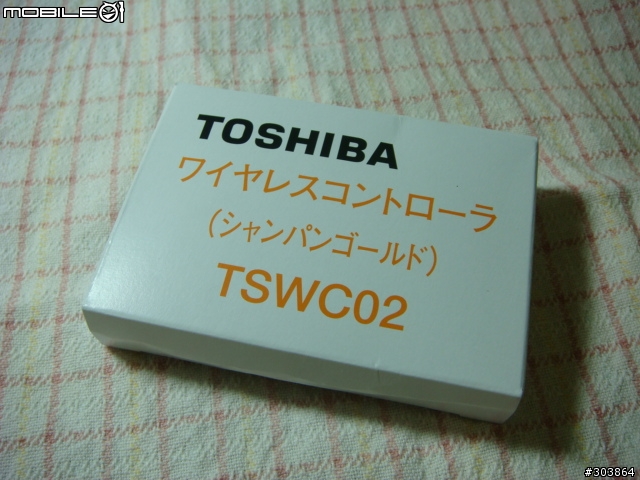 MOBILE01
TOSHIBA
ワイヤレスコントローラ
(シャンパンゴールド)
TSWC02
#303864